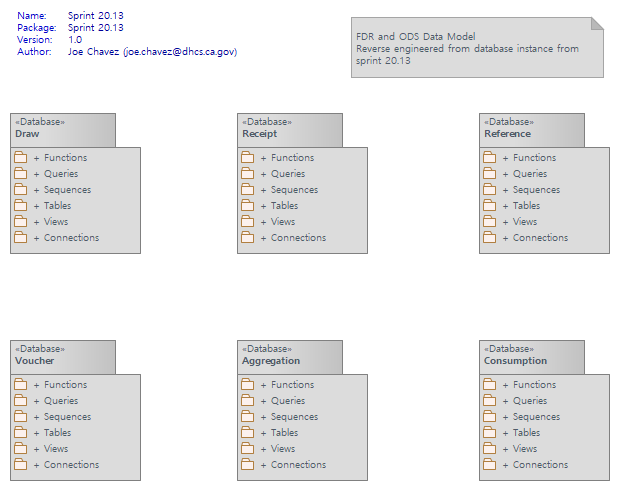 Name: Sprint 20.13
Package: Sprint 20.13
Version: 1.0
Author: Joe Chavez (joe.chavez@dhcs.ca.gov)
FDR and ODS Data Model
Reverse engineered from database instance from
sprint 20.13
«Database»
Draw
+ Functions
+ Queries
+ Sequences
+ Tables
+ Views
+ Connections
«Database»
Receipt
+ Functions
+ Queries
+ Sequences
+ Tables
+ Views
+ Connections
«Database»
Reference
+ Functions
+ Queries
+ Sequences
+ Tables
+ Views
+ Connections
«Database»
Voucher
+ Functions
+ Queries
+ Sequences
+ Tables
+ Views
+ Connections
«Database»
Aggregation
+ Functions
+ Queries
+ Sequences
+ Tables
+ Views
+ Connections
«Database»
Consumption
+ Functions
+ Queries
+ Sequences
+ Tables
+ Views
+ Connections